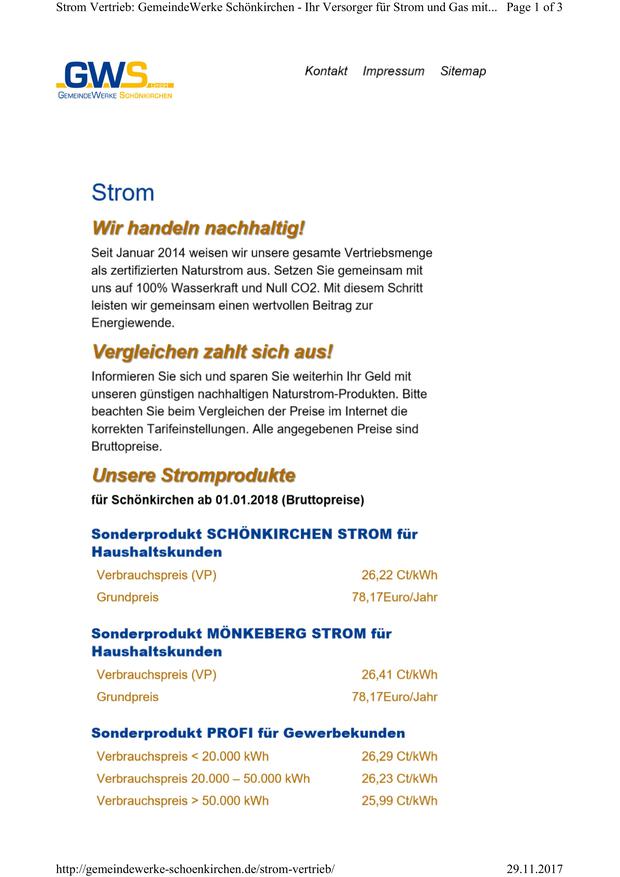 Strom Vertrieb: GemeindeWerke Schönkirchen - Ihr Versorger für Strom und Gas mit... Page 1 of 3
Kontakt Impressum Sitemap
GWS GmbH
GEMEINDEWERKE SCHÖNKIRCHEN
Strom
Wir handeln nachhaltig!
Seit Januar 2014 weisen wir unsere gesamte Vertriebsmenge
als zertifizierten Naturstrom aus. Setzen Sie gemeinsam mit
uns auf 100% Wasserkraft und Null CO2. Mit diesem Schritt
leisten wir gemeinsam einen wertvollen Beitrag zur
Energiewende.
Vergleichen zahlt sich aus!
Informieren Sie sich und sparen Sie weiterhin Ihr Geld mit
unseren günstigen nachhaltigen Naturstrom-Produkten. Bitte
beachten Sie beim Vergleichen der Preise im Internet die
korrekten Tarifeinstellungen. Alle angegebenen Preise sind
Bruttopreise.
Unsere Stromprodukte
für Schönkirchen ab 01.01.2018 (Bruttopreise)
Sonderprodukt SCHÖNKIRCHEN STROM für
Haushaltskunden
Verbrauchspreis (VP) 26,22 Ct/kWh
Grundpreis 78,17Euro/Jahr
Sonderprodukt MÖNKEBERG STROM für
Haushaltskunden
Verbrauchspreis (VP) 26,41 Ct/kWh
Grundpreis 78,17Euro/Jahr
Sonderprodukt PROFI für Gewerbekunden
Verbrauchspreis < 20.000 kWh 26,29 Ct/kWh
Verbrauchspreis 20.000 – 50.000 kWh 26,23 Ct/kWh
Verbrauchspreis > 50.000 kWh 25,99 Ct/kWh
http://gemeindewerke-schoenkirchen.de/strom-vertrieb/ 29.11.2017